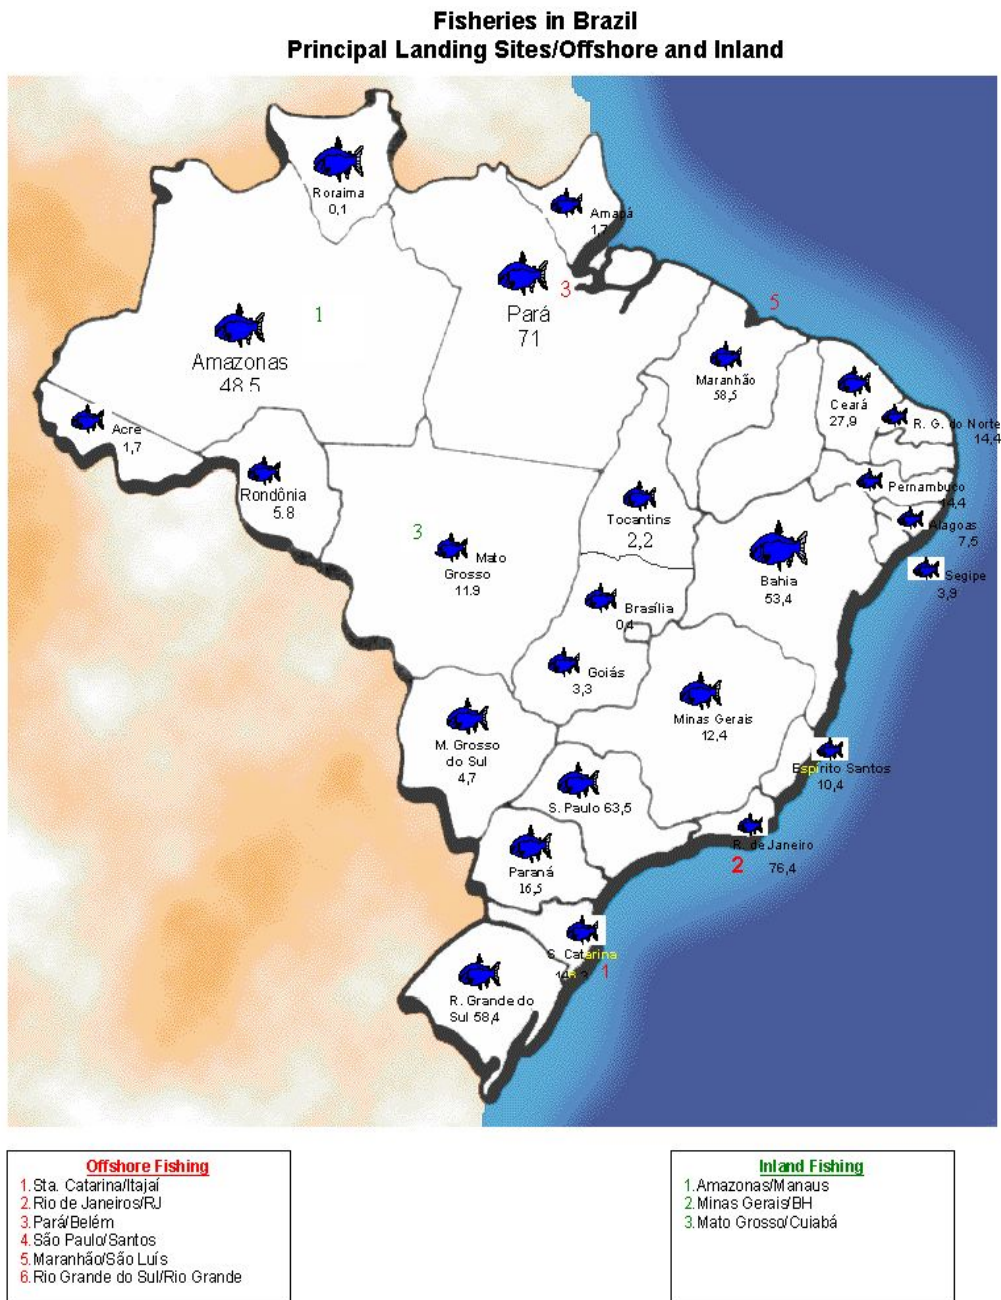 Fisheries in Brazil
Principal Landing Sites/Offshore and Inland
Roraima
0,1
Amapá
1,7
Pará
71
3
5
1
Amazonas
48.5
Maranhão
58,5
Ceará
27,9
R. G. do Norte
14,4
Acre
1,7
Rondônia
5.8
Pernambuco
14,4
Tocantins
2,2
Alagoas
7,5
3
Mato
Grosso
11.9
Bahia
53,4
Segipe
3,9
Brasília
0,4
Goiás
3,3
Minas Gerais
12,4
M. Grosso
do Sul
4,7
Espírito Santos
10,4
S. Paulo 63,5
R. de Janeiro
2 76,4
Paraná
16,5
S. Catarina
1
R. Grande do
Sul 58,4
Offshore Fishing
1. Sta. Catarina/Itajaí
2. Rio de Janeiros/RJ
3. Pará/Belém
4. São Paulo/Santos
5. Maranhão/São Luís
6. Rio Grande do Sul/Rio Grande
Inland Fishing
1. Amazonas/Manaus
2. Minas Gerais/BH
3. Mato Grosso/Cuiabá